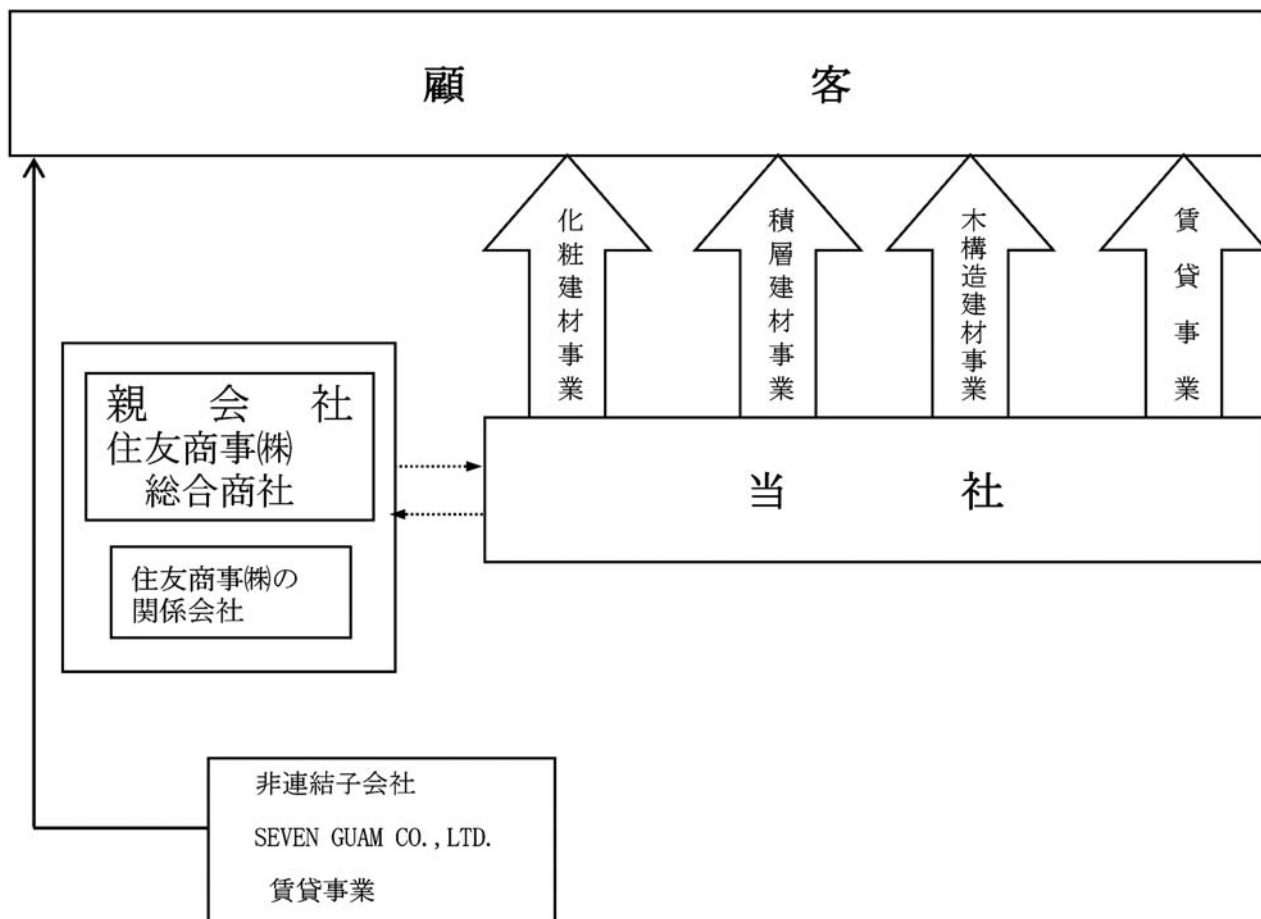 顧客
化粧建材事業
積層建材事業
木構造建材事業
賃貸事業
親会社
住友商事㈱
総合商社
当社
住友商事㈱の
関係会社
非連結子会社
SEVEN GUAM CO.,LTD.
賃貸事業